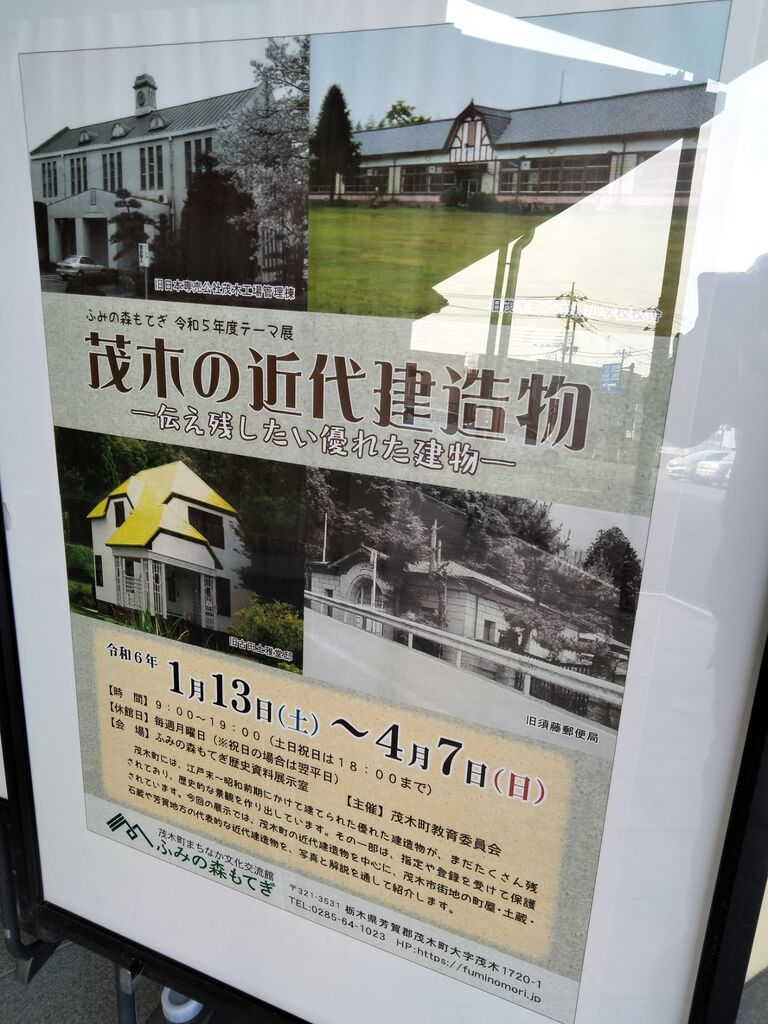 旧日本専売公社茂木工場管理棟
ふみの森もてぎ 令和5年度テーマ展
茂木の近代建造物
―伝え残したい優れた建物―
旧古田土雅堂邸
旧須藤郵便局
令和6年 1月13日(土)～4月7日(日)
【時 間】9:00～19:00(土日祝日は18:00まで)
【休館日】毎週月曜日(※祝日の場合は翌平日)
【会 場】ふみの森もてぎ歴史資料展示室
【主催】茂木町教育委員会
茂木町には、江戸末～昭和前期にかけて建てられた優れた建造物が、まだたくさん残
されており、歴史的な景観を作り出しています。その一部は、指定や登録を受けて保護
されています。今回の展示では、茂木町の近代建造物を中心に、茂木市街地の町屋・土蔵・
石蔵や芳賀地方の代表的な近代建造物を、写真と解説を通して紹介します。
茂木町まちなか文化交流館
ふみの森もてぎ
〒321-3531 栃木県芳賀郡茂木町大字茂木1720-1
TEL:0285-64-1023 HP:https://fuminomori.jp